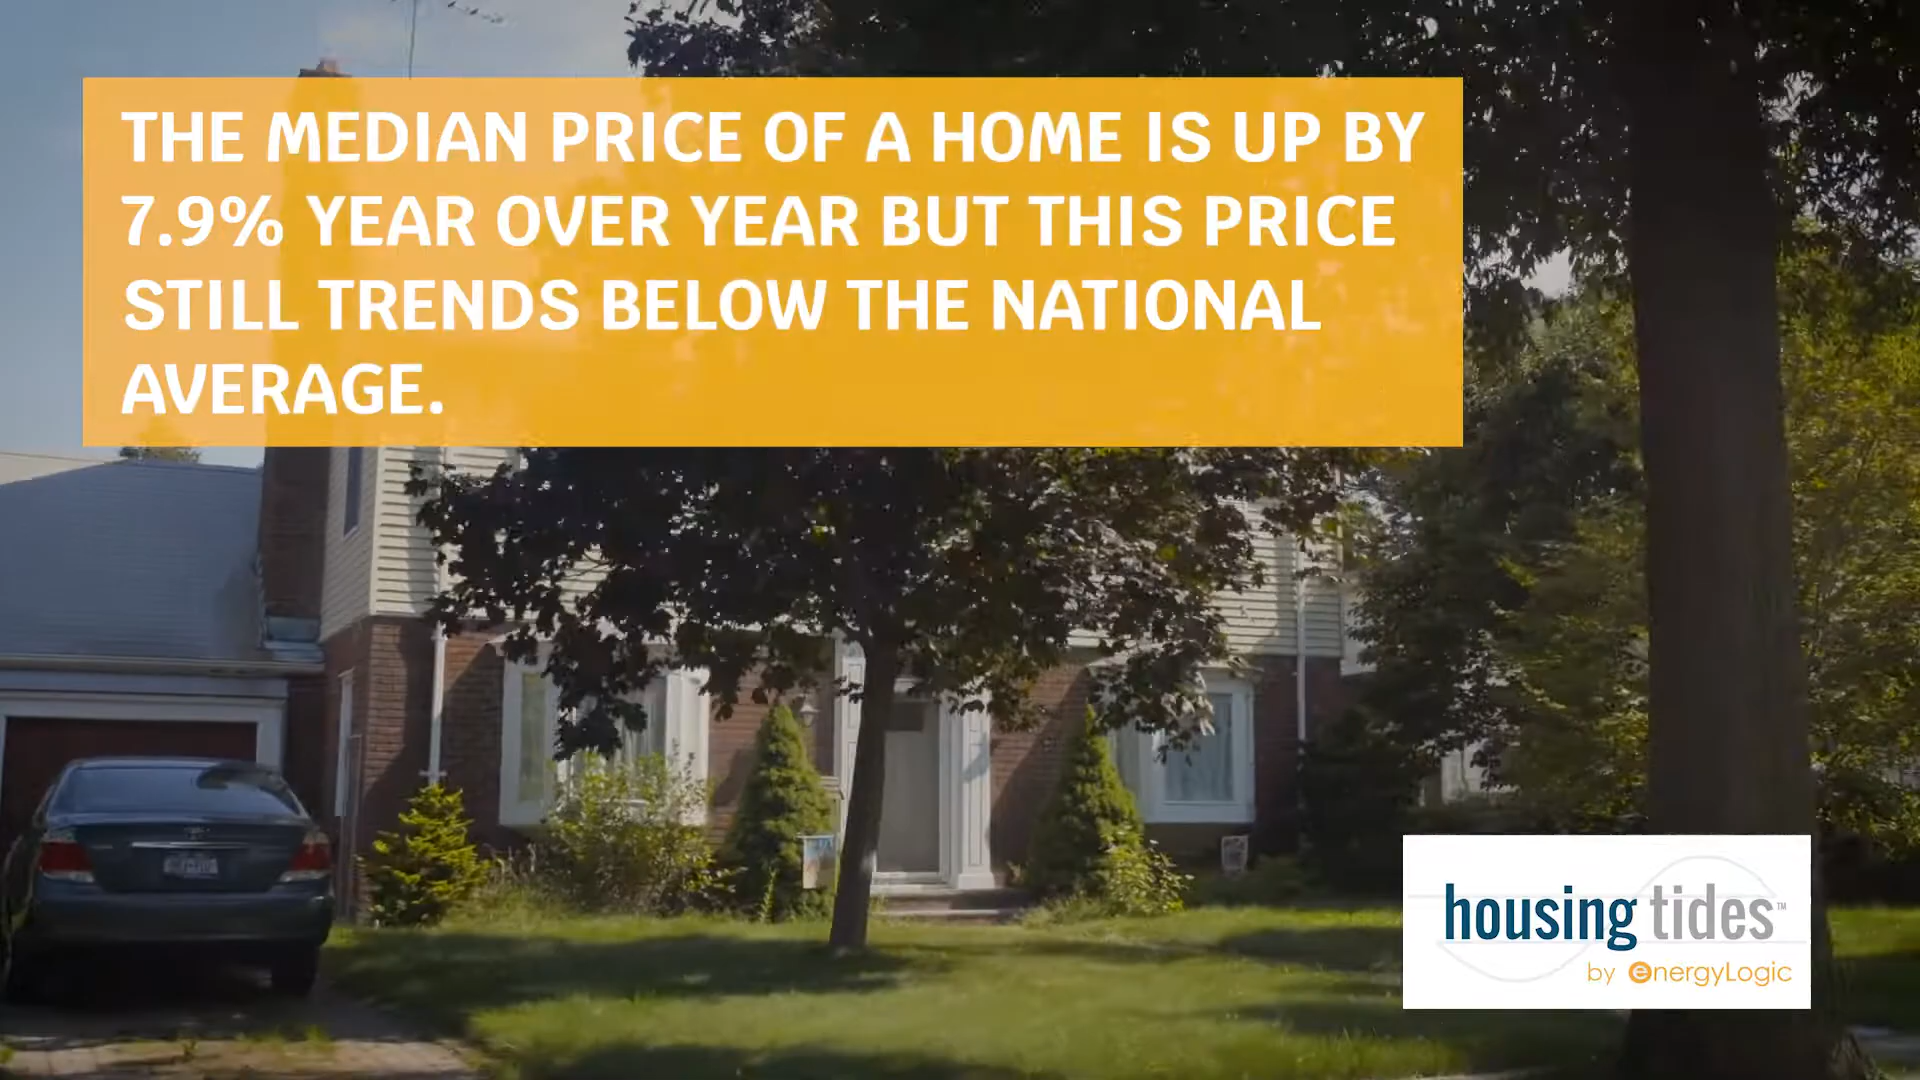 THE MEDIAN PRICE OF A HOME IS UP BY
7.9% YEAR OVER YEAR BUT THIS PRICE
STILL TRENDS BELOW THE NATIONAL
AVERAGE.
housing tides™
by energyLogic